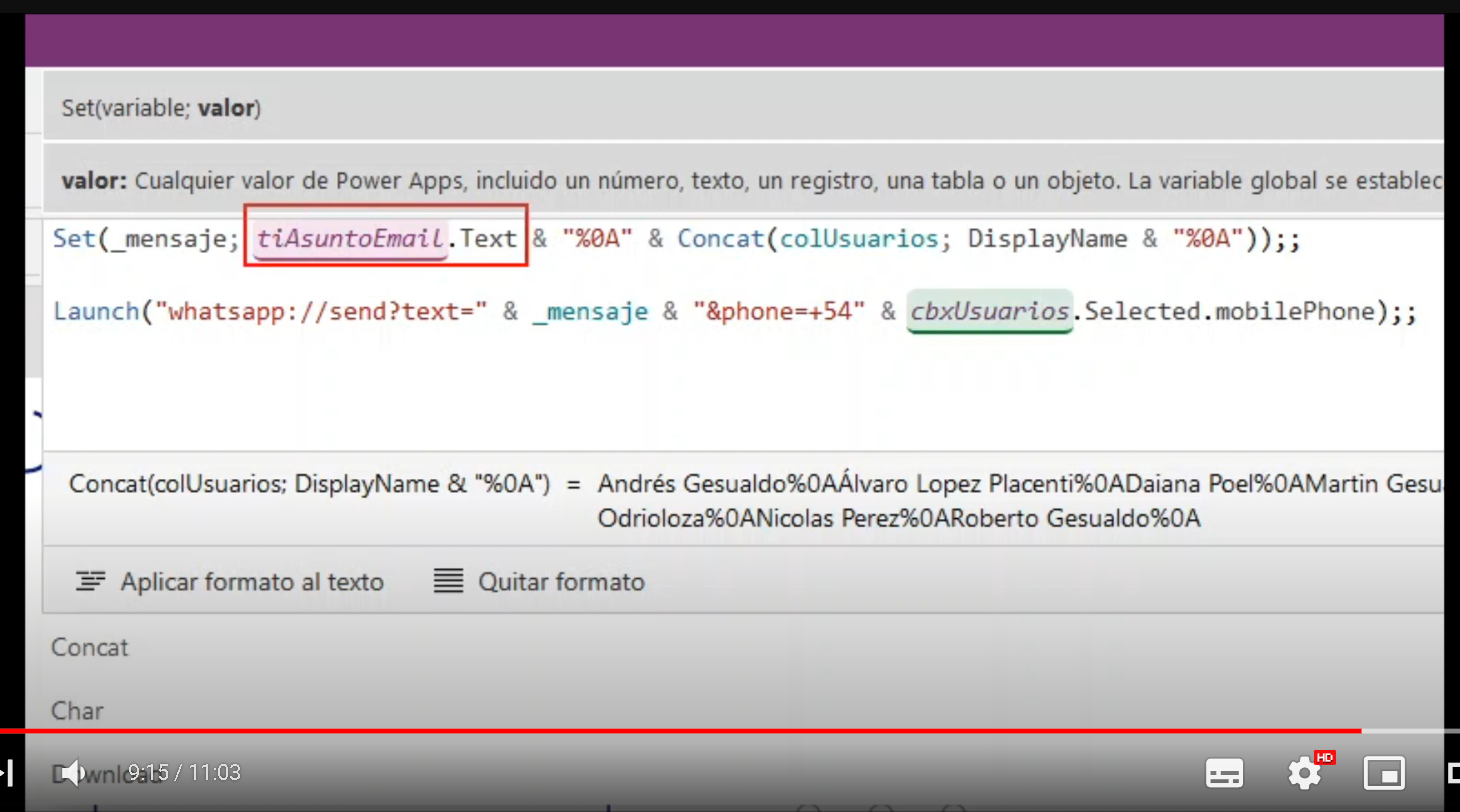 Set(variable; valor)
valor: Cualquier valor de Power Apps, incluido un número, texto, un registro, una tabla o un objeto. La variable global se establec
Set(_mensaje; tiAsuntoEmail.Text & "%0A" & Concat(colUsuarios; DisplayName & "%0A"));;
Launch("whatsapp://send?text=" & _mensaje & "&phone=+54" & cbxUsuarios.Selected.mobilePhone);;
Concat(colUsuarios; DisplayName & "%0A") = Andrés Gesualdo%0AÁlvaro Lopez Placenti%0ADaiana Poel%0AMartin Gesu
Odrioloza%0ANicolas Perez%0ARoberto Gesualdo%0A
Aplicar formato al texto Quitar formato
Concat
Char
Download
9:15 / 11:03
HD